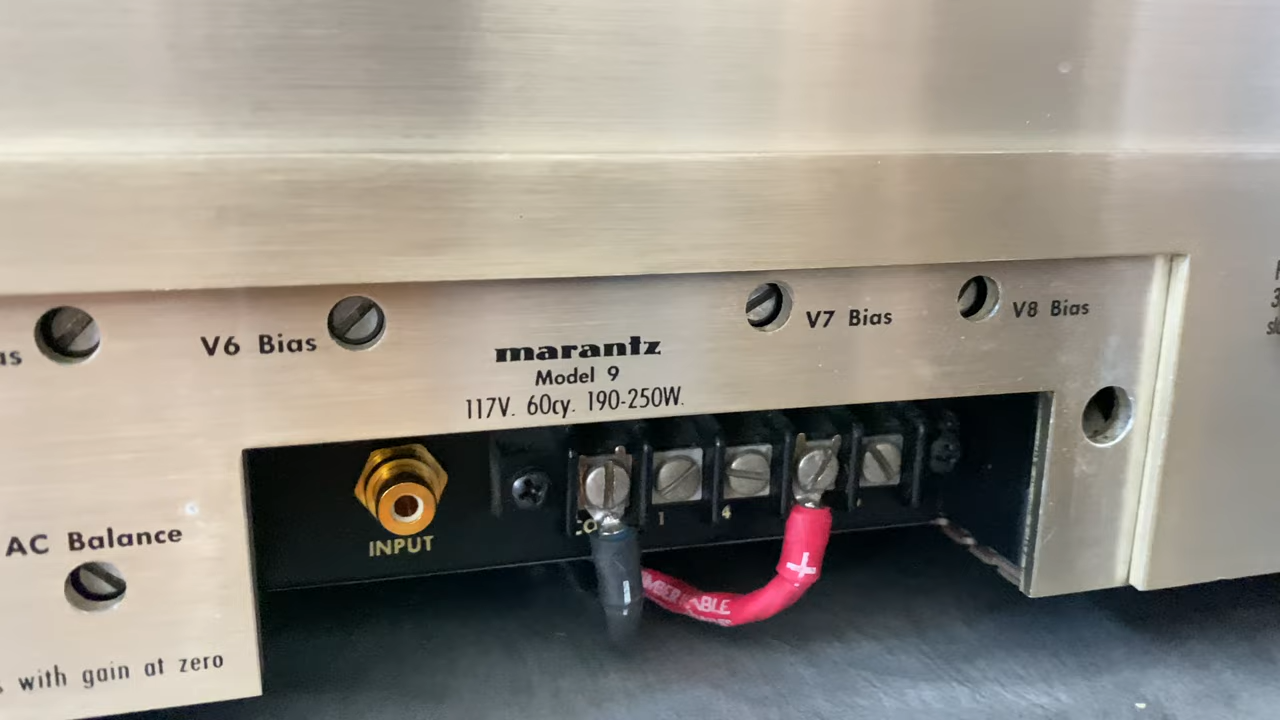 V6 Bias
marantz
Model 9
117V. 60cy. 190-250W.
V7 Bias
V8 Bias
AC Balance
with gain at zero
INPUT
1
4
+